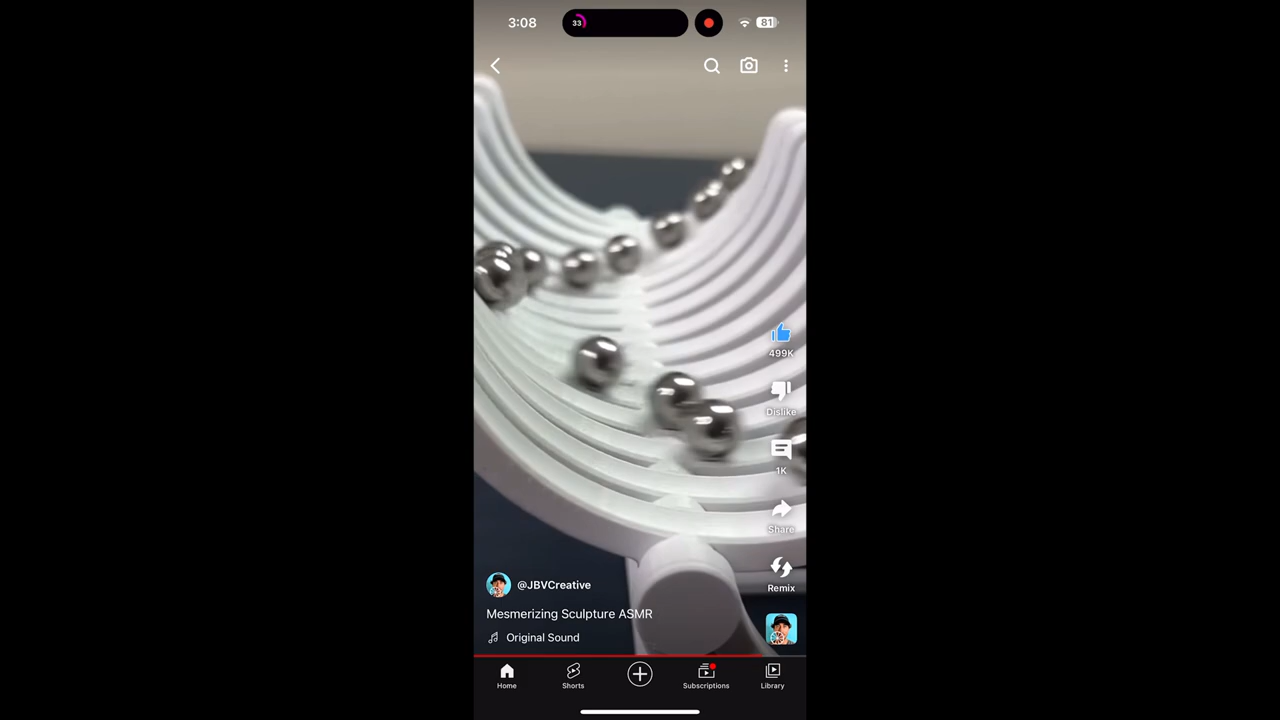 3:08
33
81
499K
Dislike
1K
Share
Remix
@JBVCreative
Mesmerizing Sculpture ASMR
Original Sound
Home
Shorts
Subscriptions
Library